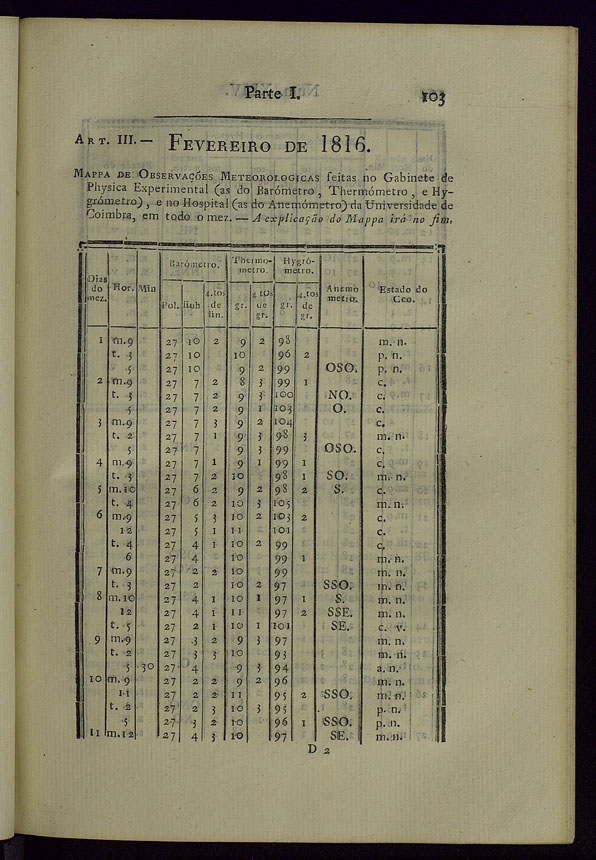 Parte I. 103
ART. III. — FEVEREIRO DE 1816.
MAPPA DE OBSERVAÇÕES METEOROLOGICAS feitas no Gabinete de
Physica Experimental (as do Barómetro, Thermómetro, e Hy-
grómetro), e no Hospital (as do Anemómetro) da Universidade de
Coimbra, em todo o mez. — A explicação do Mappa irá no fim.
Dias do mez. Hor. Min Barómetro. Thermo-metro. Hygró-metro. Anemo metro. Estado do Ceo.
Pol. linh 4.tos de lin. gr. 4 tos de gr. gr. 4.tos de gr.
1 m.9 27 10 2 9 2 98 m. n.
t. 3 27 10 10 96 2 p. n.
5 27 10 9 2 99 OSO. p. n.
2 m.9 27 7 2 8 3 99 1 c.
t. 3 27 7 2 9 3 100 NO. c.
5 27 7 2 9 1 103 O. c.
3 m.9 27 7 3 9 2 104 c.
t. 2 27 7 1 9 3 98 3 m. n.
5 27 7 9 3 99 OSO. c.
4 m.9 27 7 1 9 1 99 1 c.
t. 3 27 7 2 10 98 1 SO. m. n.
5 m.10 27 6 2 9 2 98 2 S. c.
t. 4 27 6 2 10 3 105 m. n.
6 m.9 27 5 3 10 2 103 2 c.
12 27 5 1 11 101 c.
t. 4 27 4 1 10 2 99 c.
6 27 4 10 99 1 m. n.
7 m.9 27 2 2 10 99 m. n.
t. 3 27 2 10 2 97 SSO. m. n.
8 m.10 27 4 1 10 1 97 1 S. m. n.
12 27 4 1 11 97 2 SSE. m. n.
t. 5 27 2 1 10 1 101 SE. c. v.
9 m.9 27 3 2 9 3 97 m. n.
t. 2 27 3 3 10 93 m. n.
3 30 27 4 9 3 94 a. n.
10 m.9 27 2 2 9 2 96 m. n.
11 27 2 2 11 95 2 SSO. m. n.
t. 2 27 2 3 10 3 95 p. n.
5 27 3 2 10 96 1 SSO. p. n.
11 m.12 27 4 3 10 97 SE. m. n.
D 2